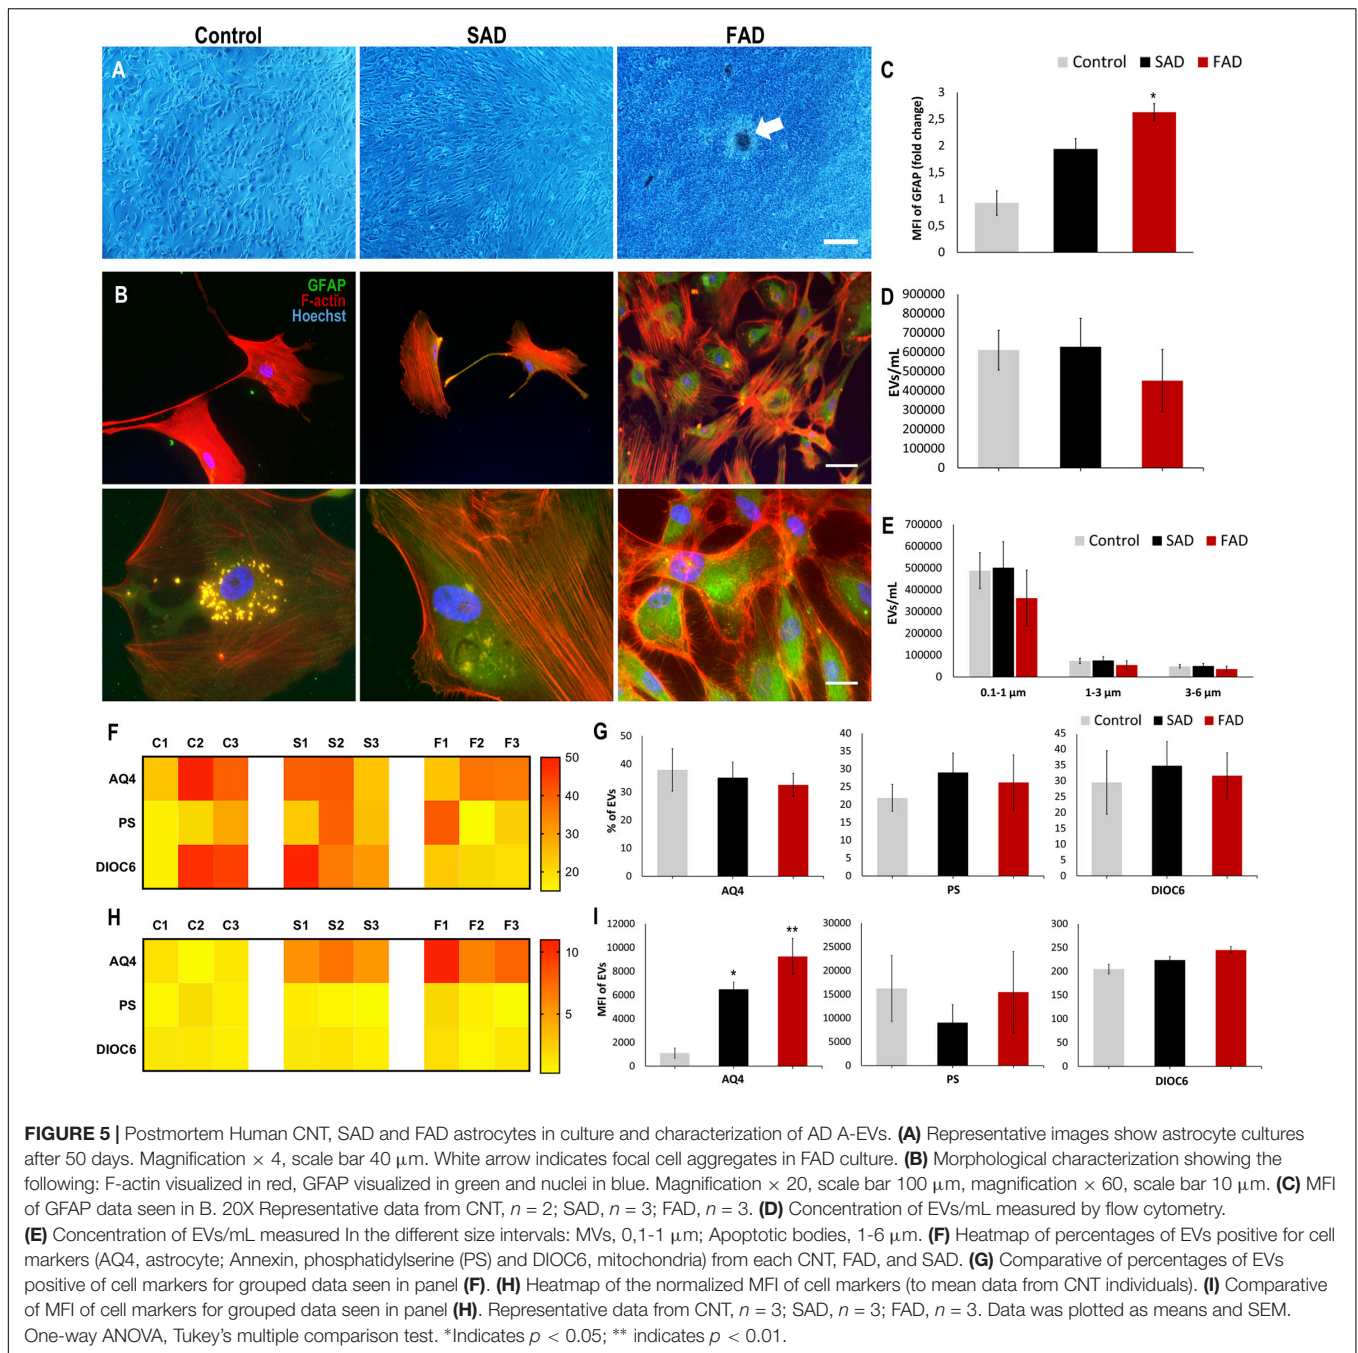 Control SAD FAD
A
C
Control SAD FAD
MFI of GFAP (fold change)
3
2,5
2
1,5
1
0,5
0
*
B
GFAP
F-actin
Hoechst
D
EVs/mL
900000
800000
700000
600000
500000
400000
300000
200000
100000
0
E
Control SAD FAD
EVs/mL
700000
600000
500000
400000
300000
200000
100000
0
0.1-1 µm 1-3 µm 3-6 µm
F
C1 C2 C3 S1 S2 S3 F1 F2 F3
AQ4
PS
DIOC6
50
40
30
20
G
Control SAD FAD
% of EVs
50
40
30
20
10
0
AQ4
40
35
30
25
20
15
10
5
0
PS
45
40
35
30
25
20
15
10
5
0
DIOC6
H
C1 C2 C3 S1 S2 S3 F1 F2 F3
AQ4
PS
DIOC6
10
5
I
MFI of EVs
12000
10000
8000
6000
4000
2000
0
* **
AQ4
30000
25000
20000
15000
10000
5000
0
PS
300
250
200
150
100
50
0
DIOC6
FIGURE 5 | Postmortem Human CNT, SAD and FAD astrocytes in culture and characterization of AD A-EVs. (A) Representative images show astrocyte cultures
after 50 days. Magnification × 4, scale bar 40 µm. White arrow indicates focal cell aggregates in FAD culture. (B) Morphological characterization showing the
following: F-actin visualized in red, GFAP visualized in green and nuclei in blue. Magnification × 20, scale bar 100 µm, magnification × 60, scale bar 10 µm. (C) MFI
of GFAP data seen in B. 20X Representative data from CNT, n = 2; SAD, n = 3; FAD, n = 3. (D) Concentration of EVs/mL measured by flow cytometry.
(E) Concentration of EVs/mL measured In the different size intervals: MVs, 0,1-1 µm; Apoptotic bodies, 1-6 µm. (F) Heatmap of percentages of EVs positive for cell
markers (AQ4, astrocyte; Annexin, phosphatidylserine (PS) and DIOC6, mitochondria) from each CNT, FAD, and SAD. (G) Comparative of percentages of EVs
positive of cell markers for grouped data seen in panel (F). (H) Heatmap of the normalized MFI of cell markers (to mean data from CNT individuals). (I) Comparative
of MFI of cell markers for grouped data seen in panel (H). Representative data from CNT, n = 3; SAD, n = 3; FAD, n = 3. Data was plotted as means and SEM.
One-way ANOVA, Tukey's multiple comparison test. *Indicates p < 0.05; ** indicates p < 0.01.